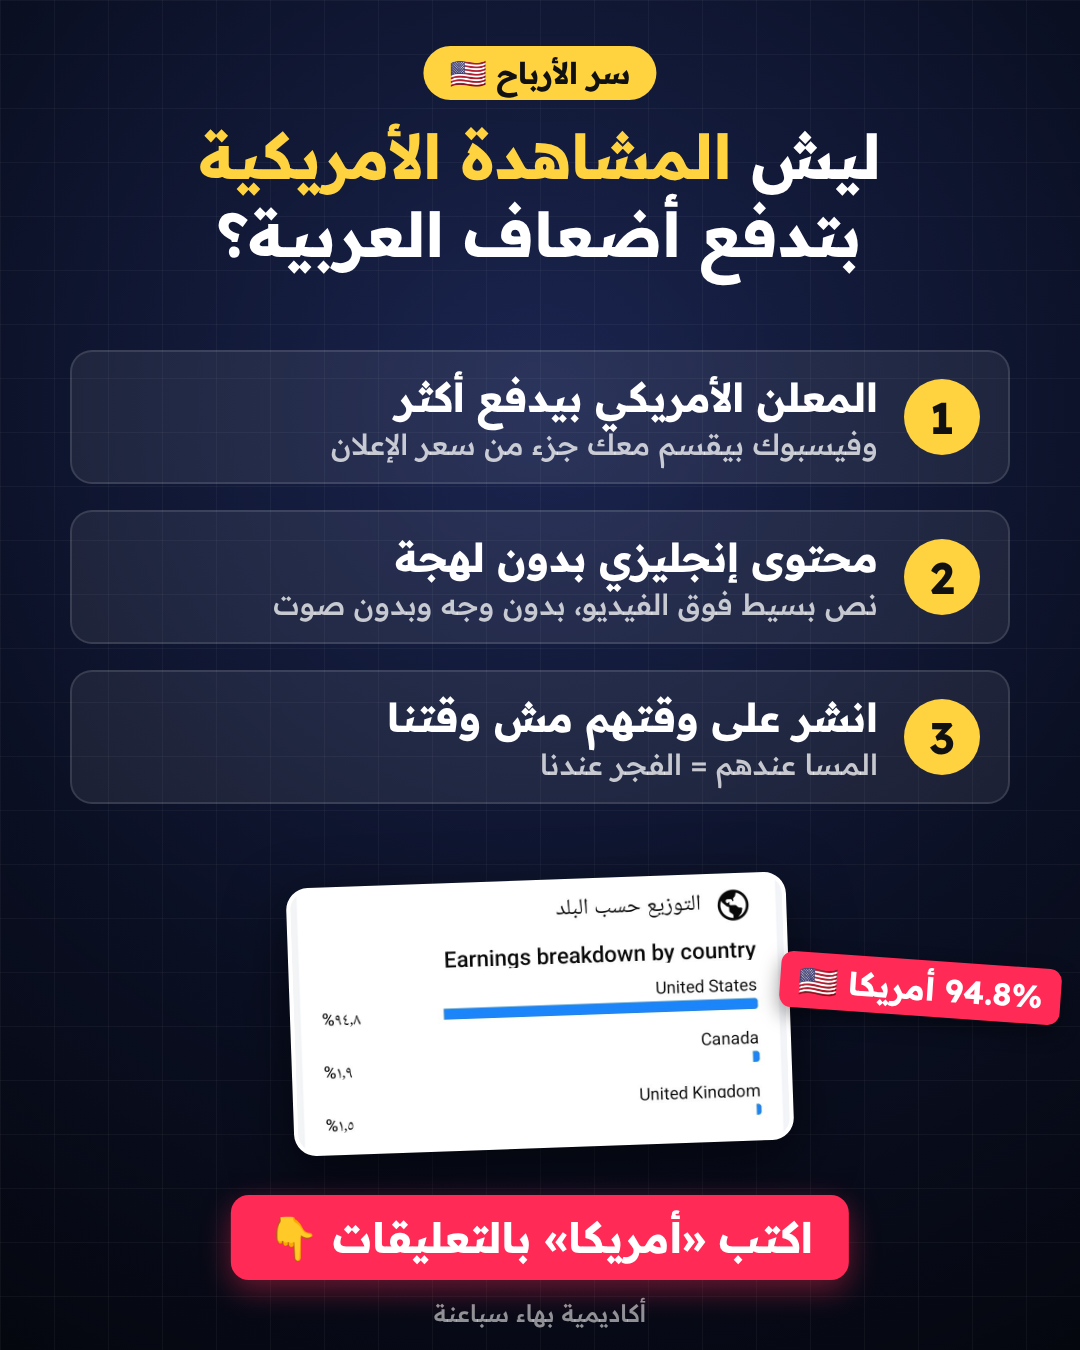 سر الأرباح 🇺🇸
ليش المشاهدة الأمريكية
بتدفع أضعاف العربية؟
1
المعلن الأمريكي بيدفع أكثر
وفيسبوك بيقسم معك جزء من سعر الإعلان
2
محتوى إنجليزي بدون لهجة
نص بسيط فوق الفيديو، بدون وجه وبدون صوت
3
انشر على وقتهم مش وقتنا
المسا عندهم = الفجر عندنا
التوزيع حسب البلد
Earnings breakdown by country
United States
%٩٤,٨
94.8% أمريكا 🇺🇸
Canada
%١,٩
United Kingdom
%١,٥
اكتب «أمريكا» بالتعليقات 👇
أكاديمية بهاء سباعنة